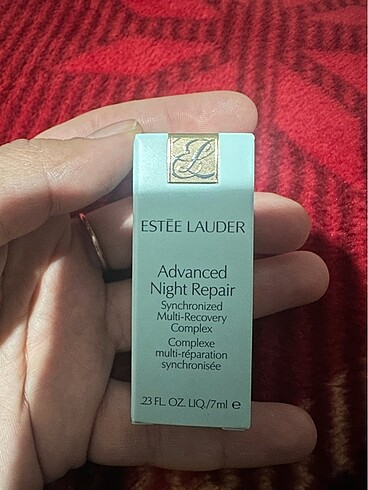 EL
ESTĒE LAUDER
Advanced
Night Repair
Synchronized
Multi-Recovery
Complex
Complexe
multi-réparation
synchronisée
.23 FL. OZ. LIQ./7ml e